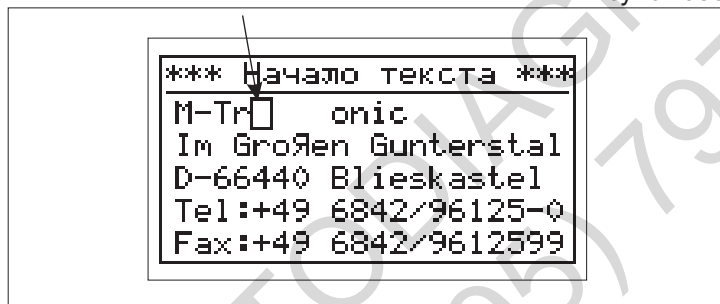 *** Начало текста ***
M-Tr onic
Im GroЯen Gunterstal
D-66440 Blieskastel
Tel:+49 6842/96125-0
Fax:+49 6842/9612599